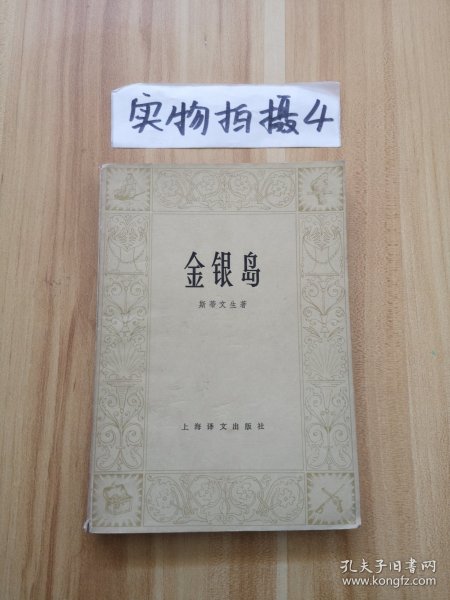 实物拍摄4
金银岛
斯蒂文生著
上海译文出版社
孔夫子旧书网
www.kongfz.com